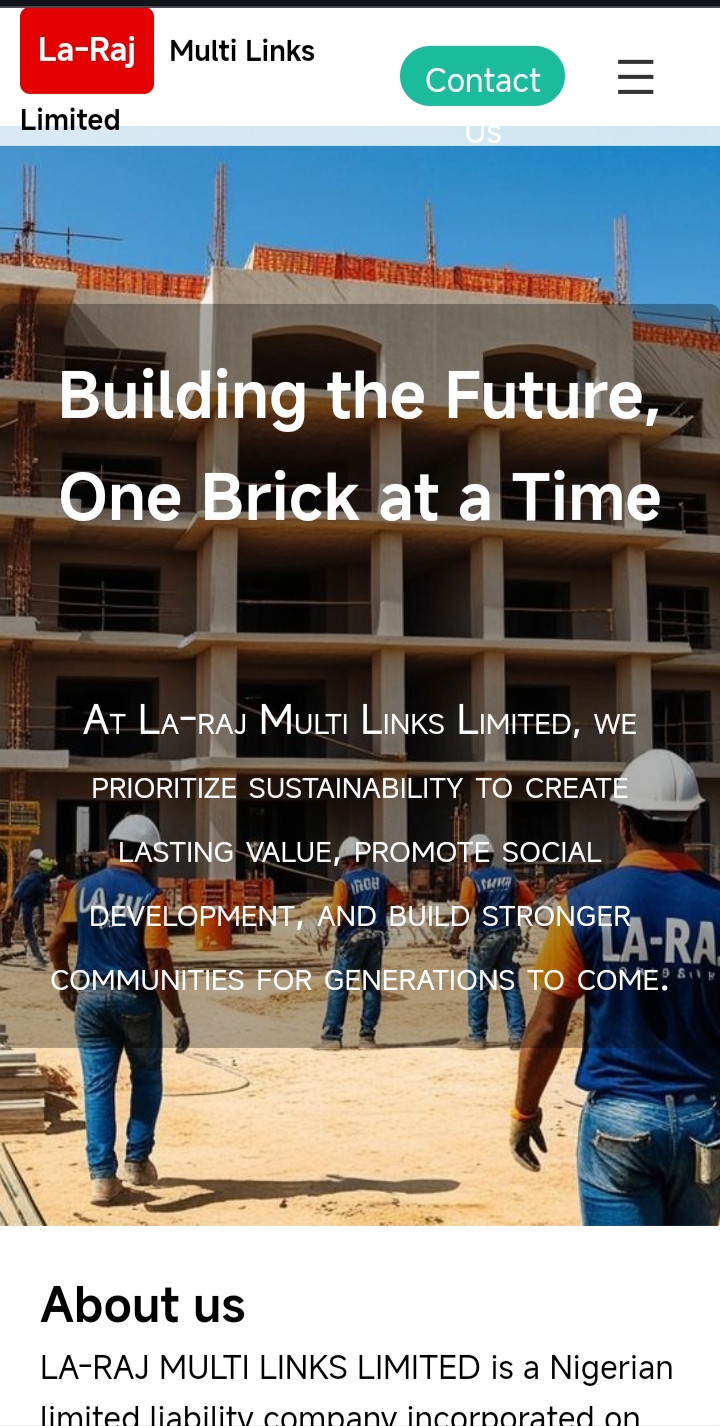 La-Raj Multi Links
Limited
Contact
Us
☰
Building the Future,
One Brick at a Time
At La-raj Multi Links Limited, we
prioritize sustainability to create
lasting value, promote social
development, and build stronger
communities for generations to come.
LA-RA
About us
LA-RAJ MULTI LINKS LIMITED is a Nigerian
limited liability company incorporated on